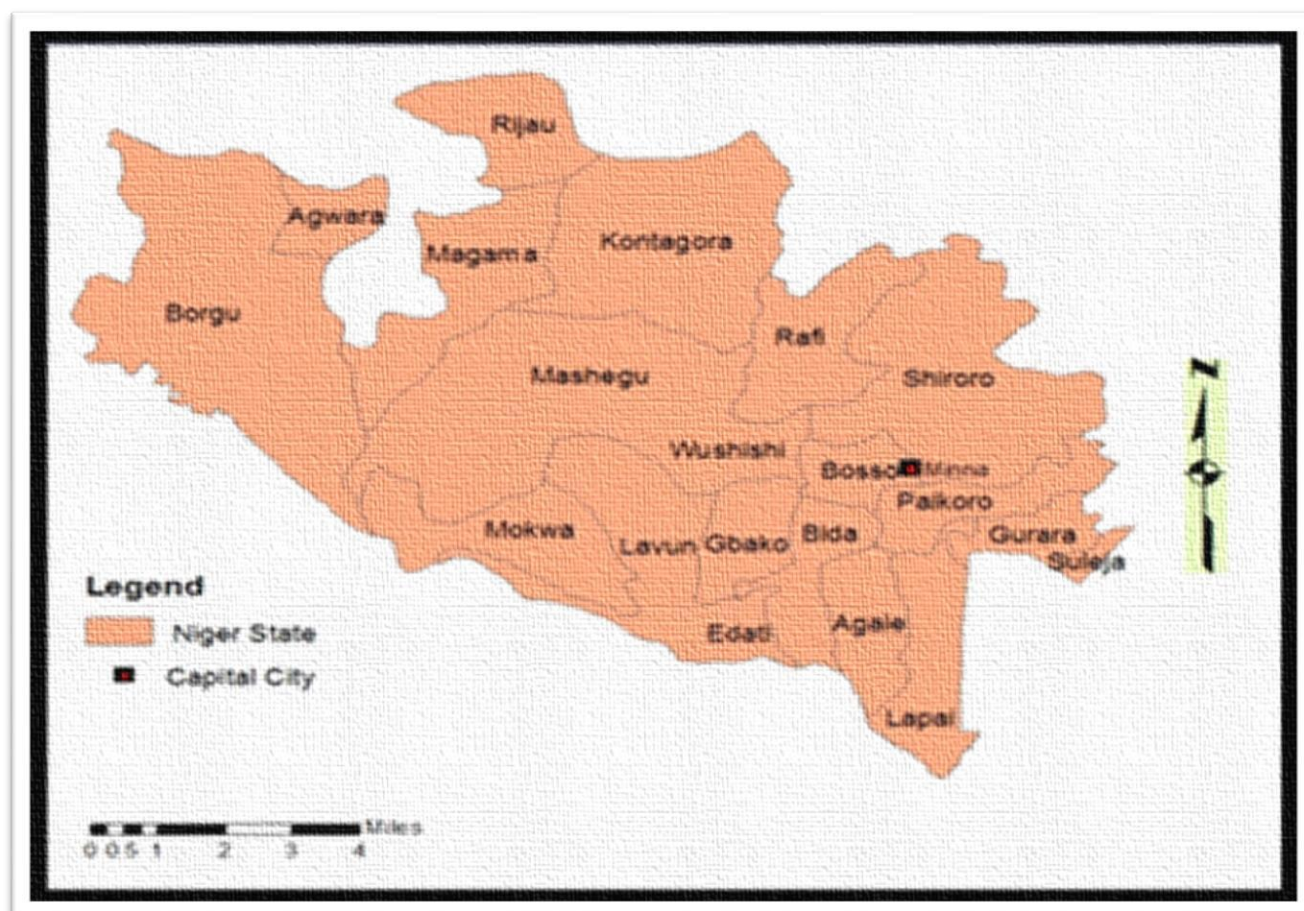 Rijau
Agwara
Magama
Kontagora
Borgu
Rafi
Mashegu
Shiroro
Wushishi
Bosso
Minna
Paikoro
Mokwa
Lavun
Gbako
Bida
Gurara
Suleja
Edati
Agaie
Lapai
Legend
Niger State
Capital City
N
Miles
0 0.5 1 2 3 4